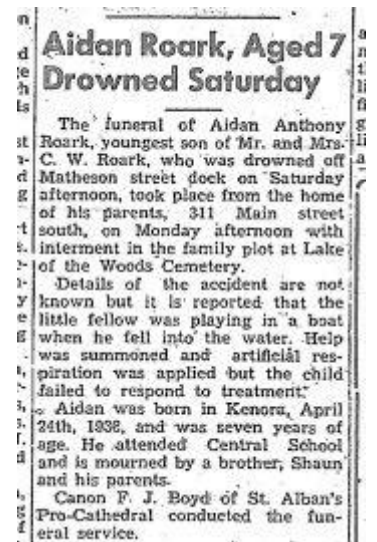 Aidan Roark, Aged 7
Drowned Saturday
The funeral of Aidan Anthony
Roark, youngest son of Mr. and Mrs.
C. W. Roark, who was drowned off
Matheson street dock on Saturday
afternoon, took place from the home
of his parents, 311 Main street
south, on Monday afternoon with
interment in the family plot at Lake
of the Woods Cemetery.
Details of the accident are not
known but it is reported that the
little fellow was playing in a boat
when he fell into the water. Help
was summoned and artificial res-
piration was applied but the child
failed to respond to treatment.
Aidan was born in Kenora, April
24th, 1938, and was seven years of
age. He attended Central School
and is mourned by a brother, Shaun
and his parents.
Canon F. J. Boyd of St. Alban's
Pro-Cathedral conducted the fun-
eral service.